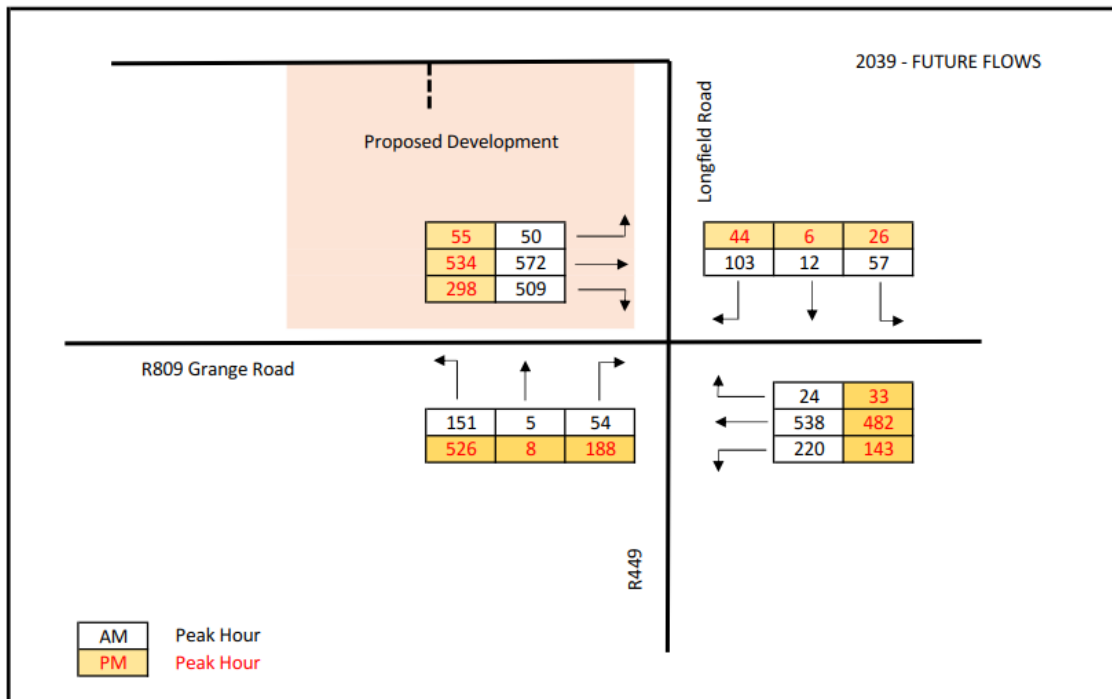 2039 - FUTURE FLOWS
Longfield Road
Proposed Development
55 50
534 572
298 509
44 6 26
103 12 57
R809 Grange Road
151 5 54
526 8 188
24 33
538 482
220 143
R449
AM Peak Hour
PM Peak Hour